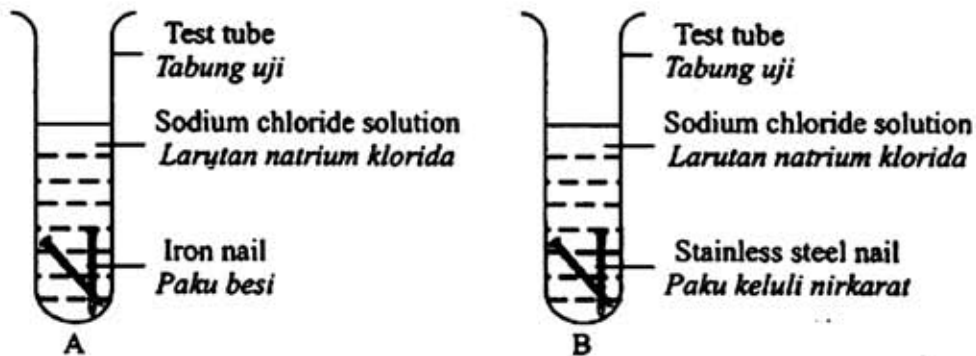 Test tube
Tabung uji
Sodium chloride solution
Larutan natrium klorida
Iron nail
Paku besi
A
Test tube
Tabung uji
Sodium chloride solution
Larutan natrium klorida
Stainless steel nail
Paku keluli nirkarat
B